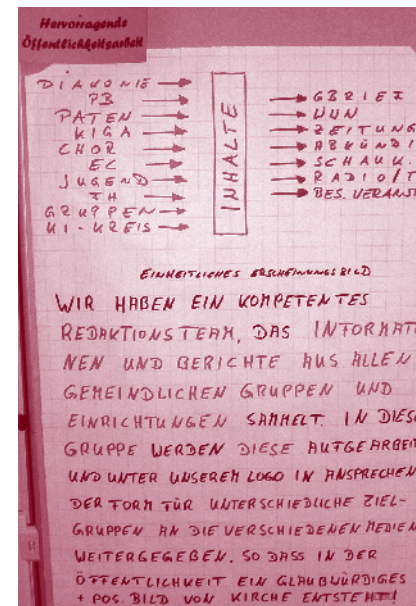 Hervorragende
Öffentlichkeitsarbeit
DIAKONIE
PB
PATEN
KIGA
CHOR
EC
JUGEND
TH
GRUPPEN
KI-KREIS
INHALTE
GBRIEF
WUN
ZEITUNG
ABKÜNDI
SCHAUK.
RADIO/T
BES. VERANST
EINHEITLICHES ERSCHEINUNGSBILD
WIR HABEN EIN KOMPETENTES
REDAKTIONSTEAM, DAS INFORMATI
NEN UND BERICHTE AUS ALLEN
GEMEINDLICHEN GRUPPEN UND
EINRICHTUNGEN SAMMELT. IN DIESE
GRUPPE WERDEN DIESE AUFGEARBEIT
UND UNTER UNSEREM LOGO IN ANSPRECHEN
DER FORM FÜR UNTERSCHIEDLICHE ZIEL-
GRUPPEN AN DIE VERSCHIEDENEN MEDIEN
WEITERGEGEBEN, SO DASS IN DER
ÖFFENTLICHKEIT EIN GLAUBWÜRDIGES
+ POS. BILD VON KIRCHE ENTSTEHT!